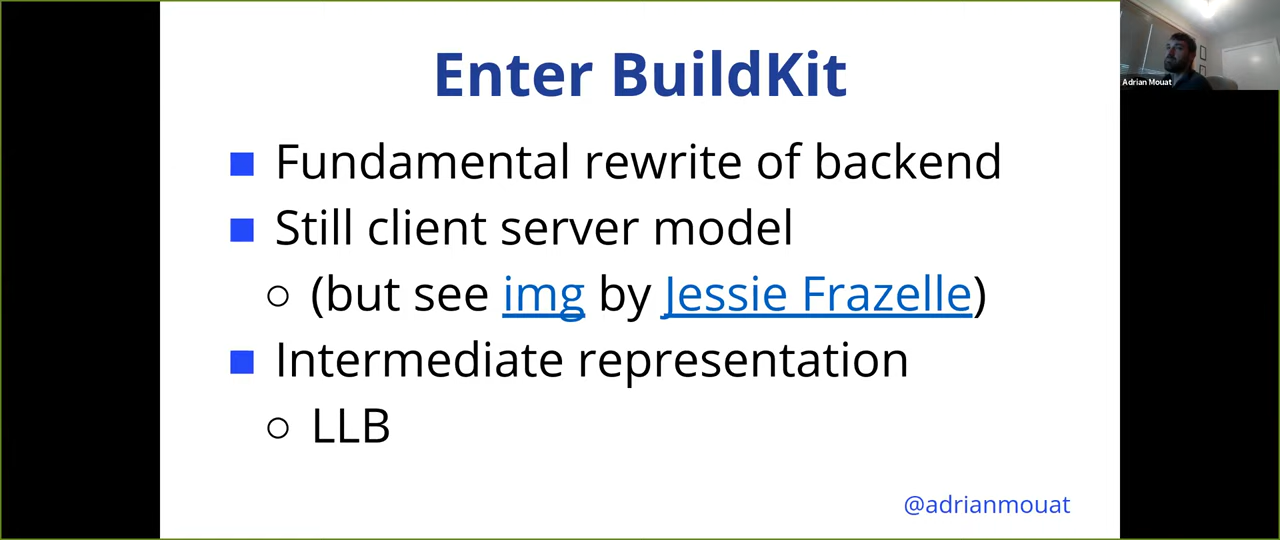 Enter BuildKit
Adrian Mouat
Fundamental rewrite of backend
Still client server model
(but see img by Jessie Frazelle)
Intermediate representation
LLB
@adrianmouat